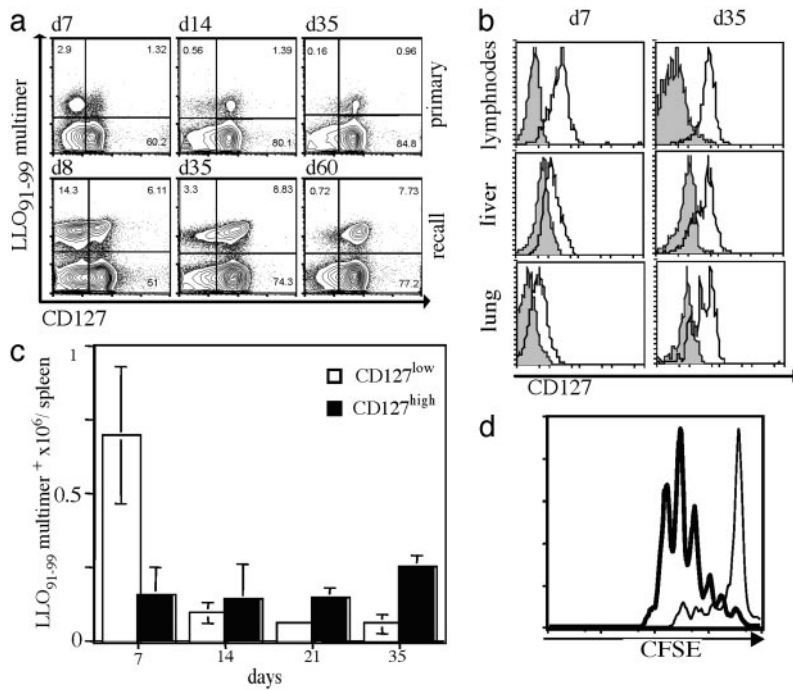 a
d7 d14 d35
2.9 1.32 0.56 1.39 0.16 0.96
60.2 80.1 84.8
primary
d8 d35 d60
14.3 6.11 3.3 8.83 0.72 7.73
51 74.3 77.2
recall
LLO91-99 multimer
CD127
b
d7 d35
lymphnodes
liver
lung
CD127
c
1
0.5
0
LLO91-99 multimer + x10^6/ spleen
CD127low
CD127high
7 14 21 35
days
d
CFSE